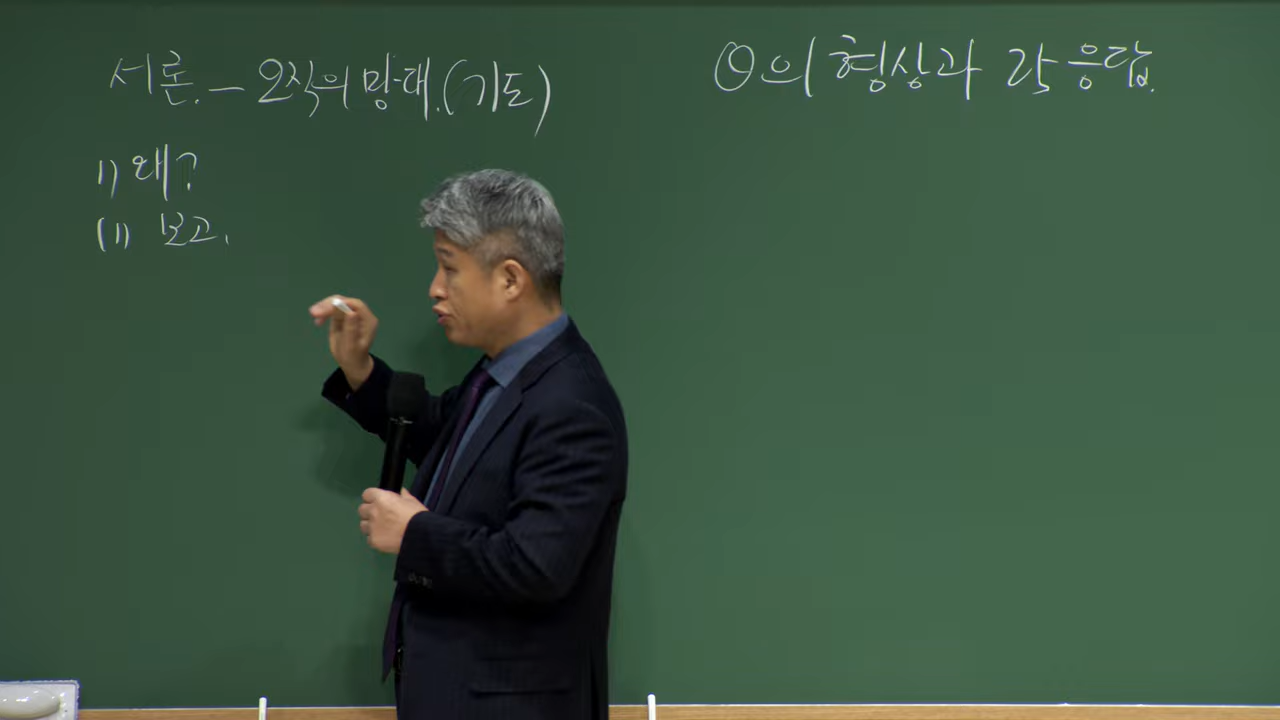 서론. - 오직의 망대.(기도)
1) 왜?
(1) 보고.
의 형상과 각 응답.